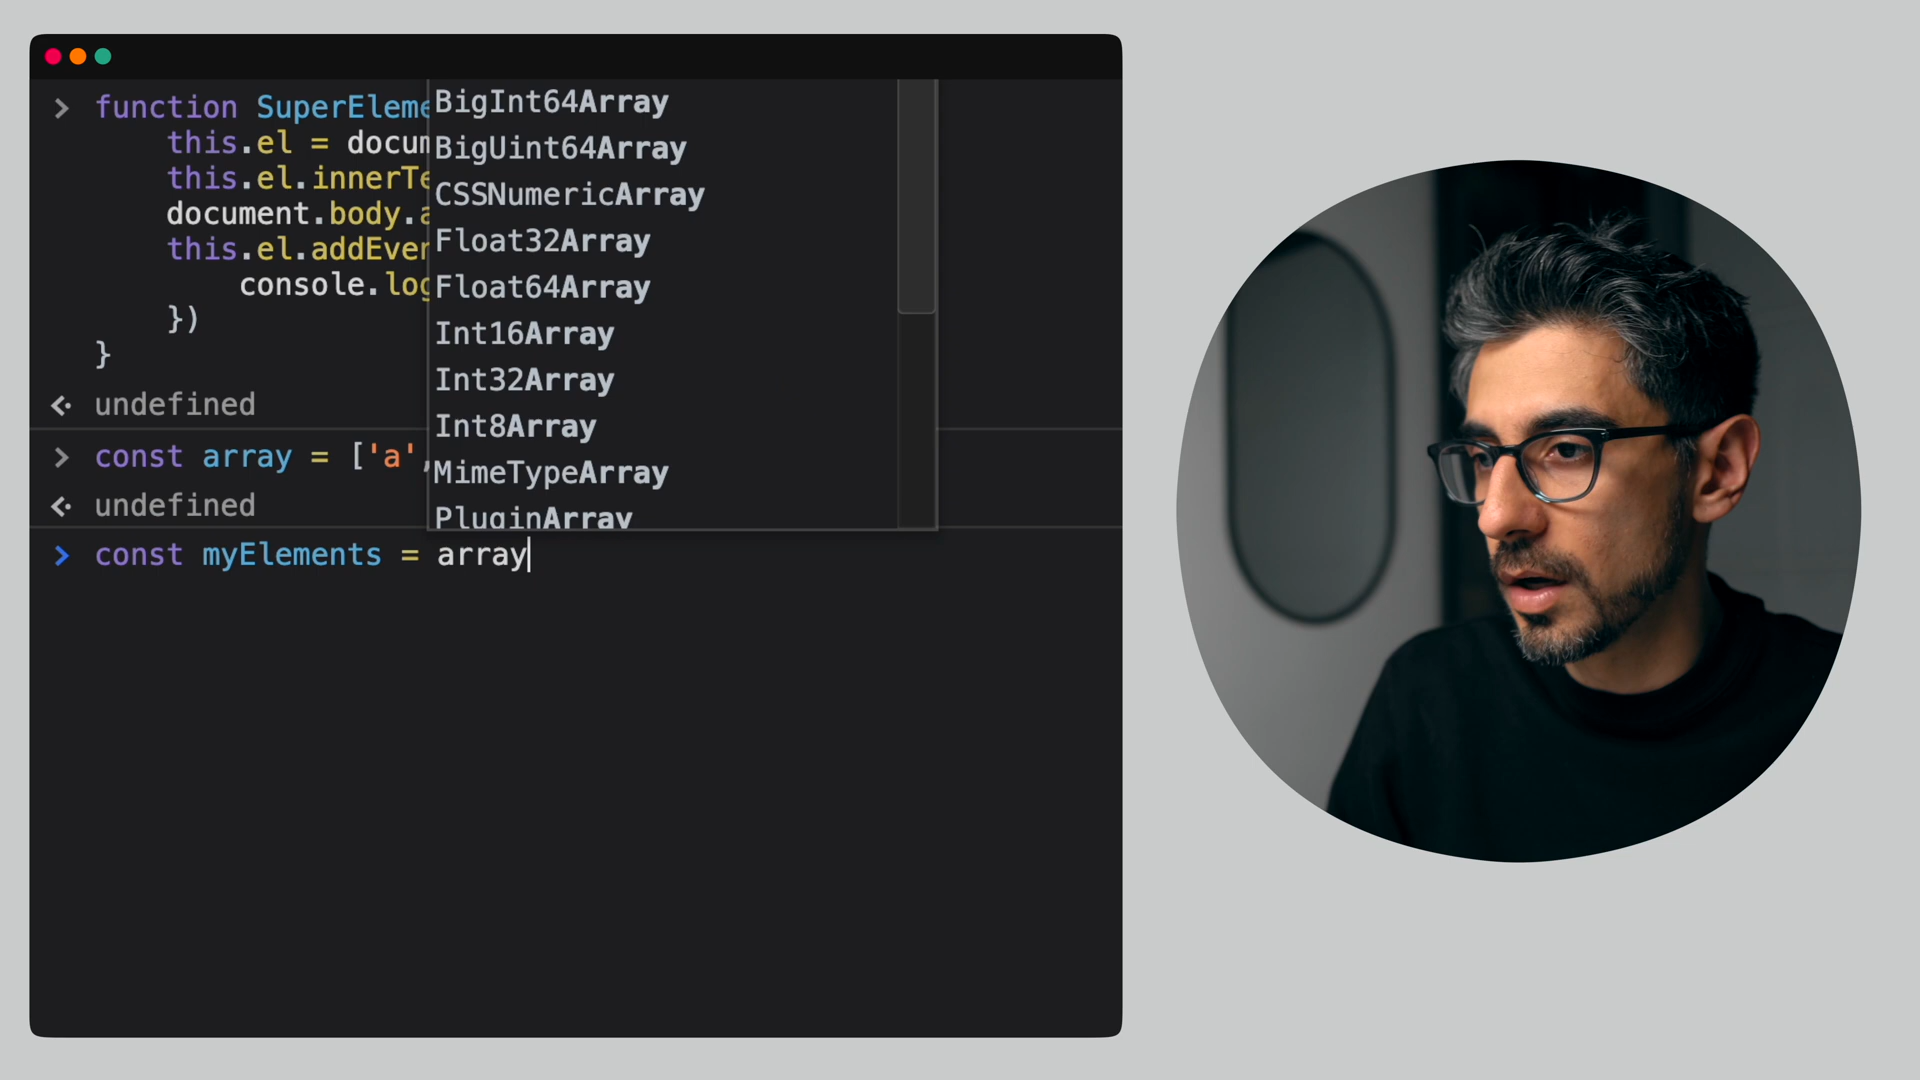 function SuperEleme
this.el = docum
this.el.innerTe
document.body.a
this.el.addEver
console.log
})
}
undefined
const array = ['a',
undefined
const myElements = array
BigInt64Array
BigUint64Array
CSSNumericArray
Float32Array
Float64Array
Int16Array
Int32Array
Int8Array
MimeTypeArray
PluginArray